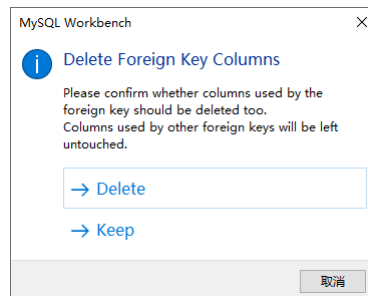 MySQL Workbench
Delete Foreign Key Columns
Please confirm whether columns used by the
foreign key should be deleted too.
Columns used by other foreign keys will be left
untouched.
→ Delete
→ Keep
取消